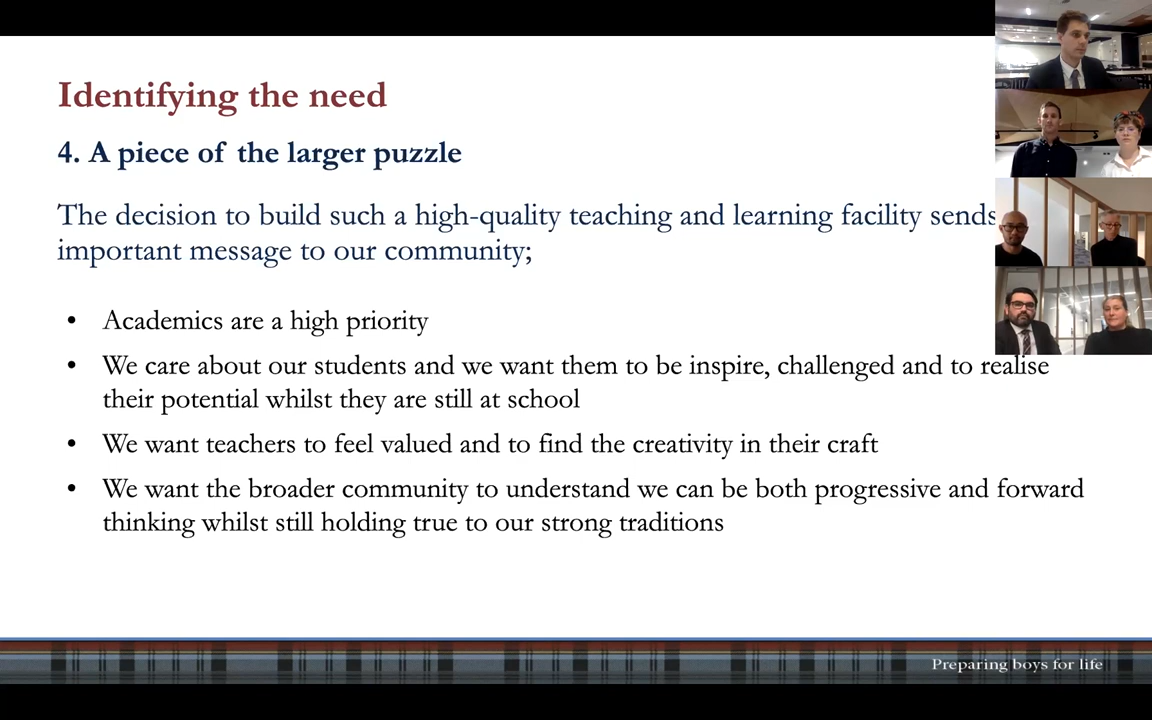 Identifying the need
4. A piece of the larger puzzle
The decision to build such a high-quality teaching and learning facility sends
important message to our community;
• Academics are a high priority
• We care about our students and we want them to be inspire, challenged and to realise
their potential whilst they are still at school
• We want teachers to feel valued and to find the creativity in their craft
• We want the broader community to understand we can be both progressive and forward
thinking whilst still holding true to our strong traditions
Preparing boys for life